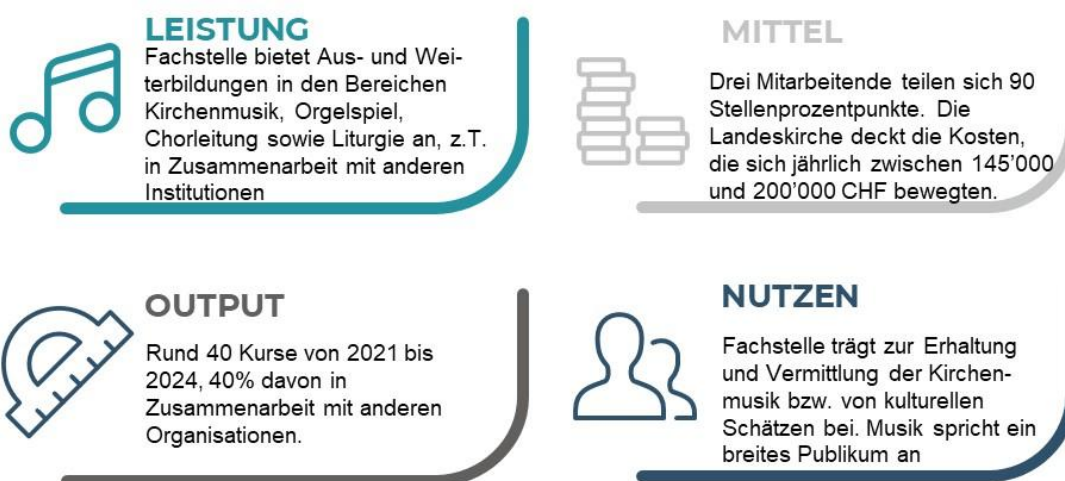 LEISTUNG
Fachstelle bietet Aus- und Wei-
terbildungen in den Bereichen
Kirchenmusik, Orgelspiel,
Chorleitung sowie Liturgie an, z.T.
in Zusammenarbeit mit anderen
Institutionen
MITTEL
Drei Mitarbeitende teilen sich 90
Stellenprozentpunkte. Die
Landeskirche deckt die Kosten,
die sich jährlich zwischen 145’000
und 200’000 CHF bewegten.
OUTPUT
Rund 40 Kurse von 2021 bis
2024, 40% davon in
Zusammenarbeit mit anderen
Organisationen.
NUTZEN
Fachstelle trägt zur Erhaltung
und Vermittlung der Kirchen-
musik bzw. von kulturellen
Schätzen bei. Musik spricht ein
breites Publikum an